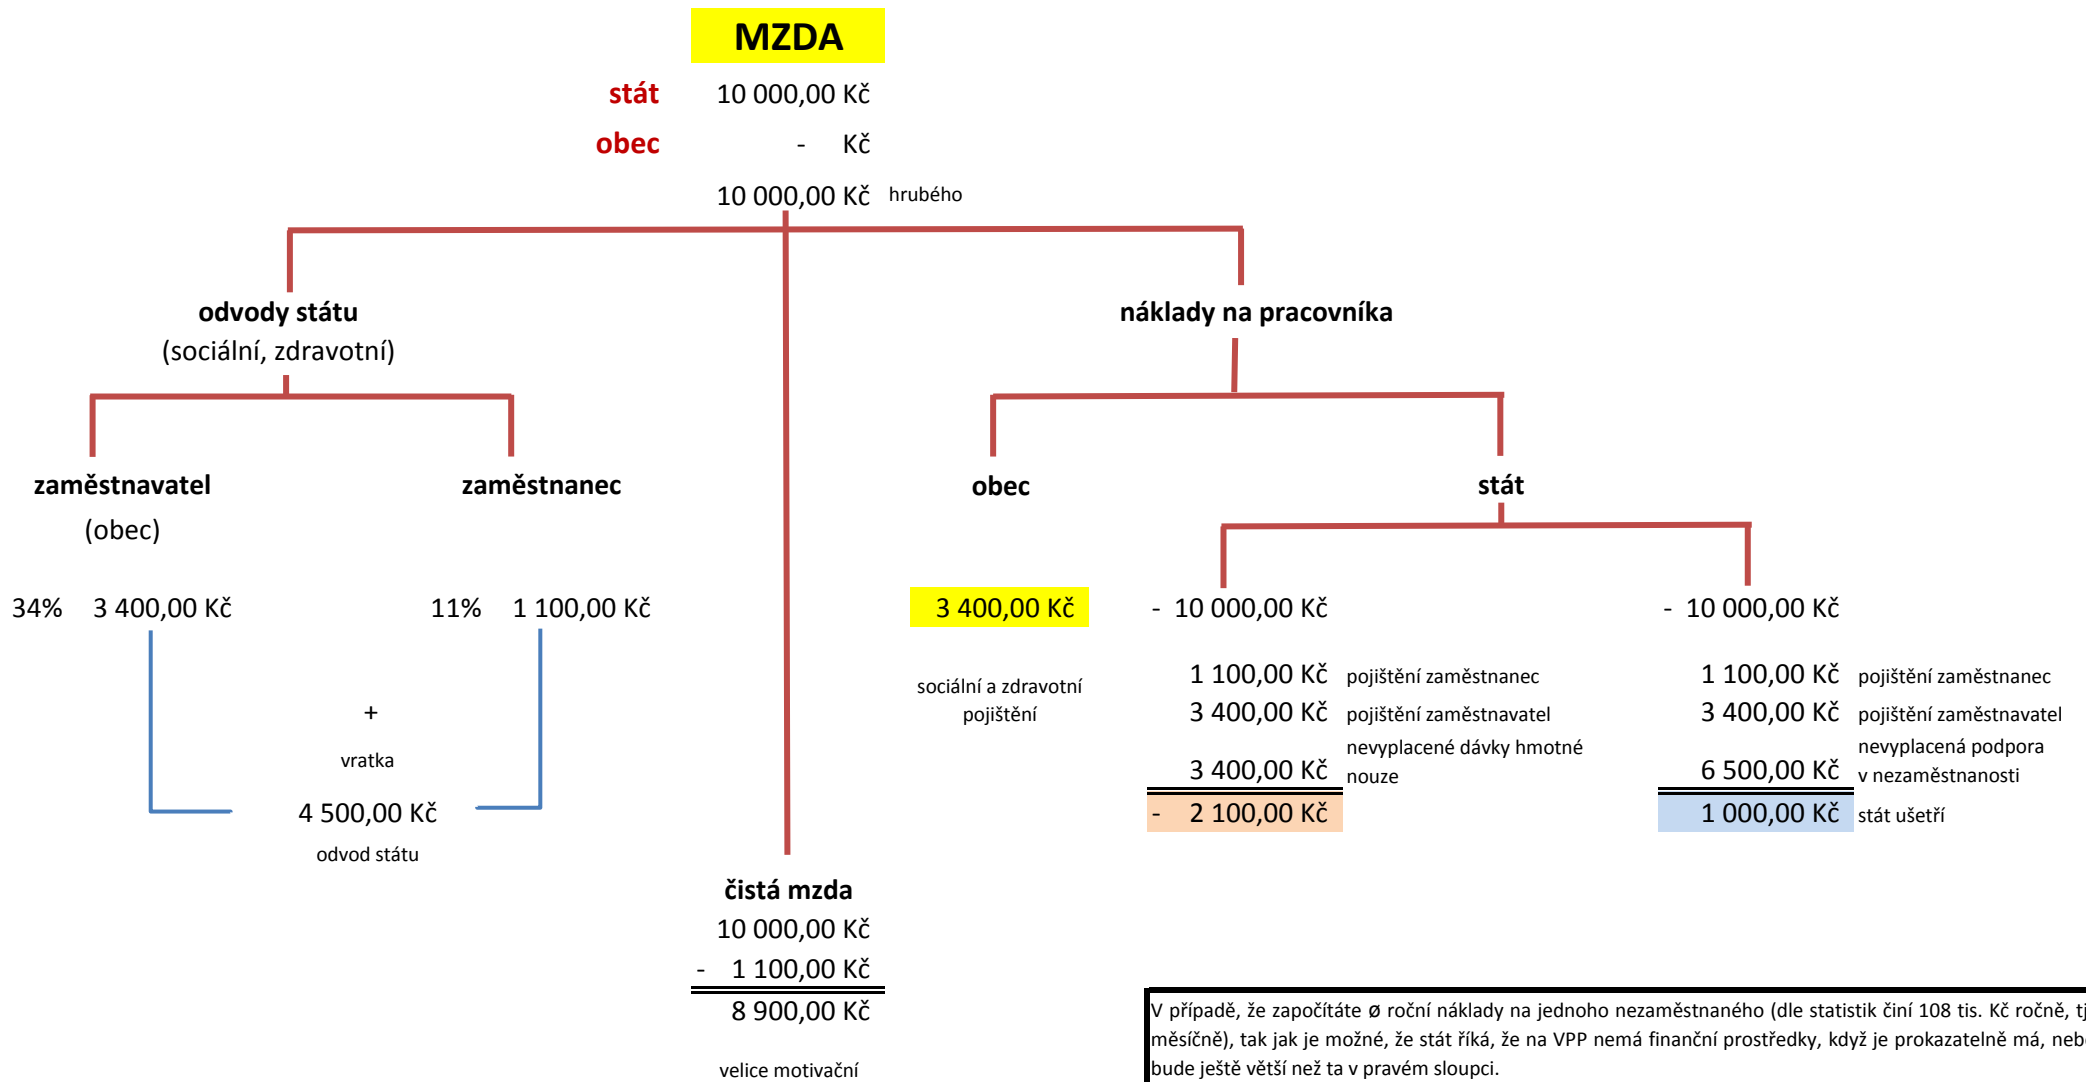 MZDA
stát 10 000,00 Kč
obec - Kč
10 000,00 Kč hrubého
odvody státu
(sociální, zdravotní)
náklady na pracovníka
zaměstnavatel
(obec)
zaměstnanec
obec
stát
34% 3 400,00 Kč
11% 1 100,00 Kč
+
vratka
4 500,00 Kč
odvod státu
3 400,00 Kč
sociální a zdravotní
pojištění
- 10 000,00 Kč
1 100,00 Kč pojištění zaměstnanec
3 400,00 Kč pojištění zaměstnavatel
nevyplacené dávky hmotné
3 400,00 Kč nouze
- 2 100,00 Kč
- 10 000,00 Kč
1 100,00 Kč pojištění zaměstnanec
3 400,00 Kč pojištění zaměstnavatel
nevyplacená podpora
6 500,00 Kč v nezaměstnanosti
1 000,00 Kč stát ušetří
čistá mzda
10 000,00 Kč
- 1 100,00 Kč
8 900,00 Kč
velice motivační
V případě, že započítáte ø roční náklady na jednoho nezaměstnaného (dle statistik činí 108 tis. Kč ročně,
měsíčně), tak jak je možné, že stát říká, že na VPP nemá finanční prostředky, když je prokazatelně má,
bude ještě větší než ta v pravém sloupci.